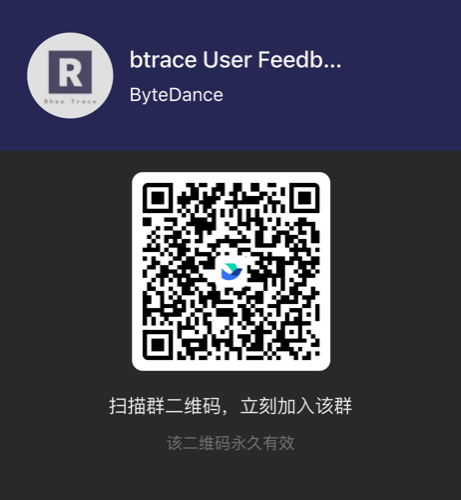 btrace User Feedb...
R
Rhea Trace
ByteDance
扫描群二维码，立刻加入该群
该二维码永久有效